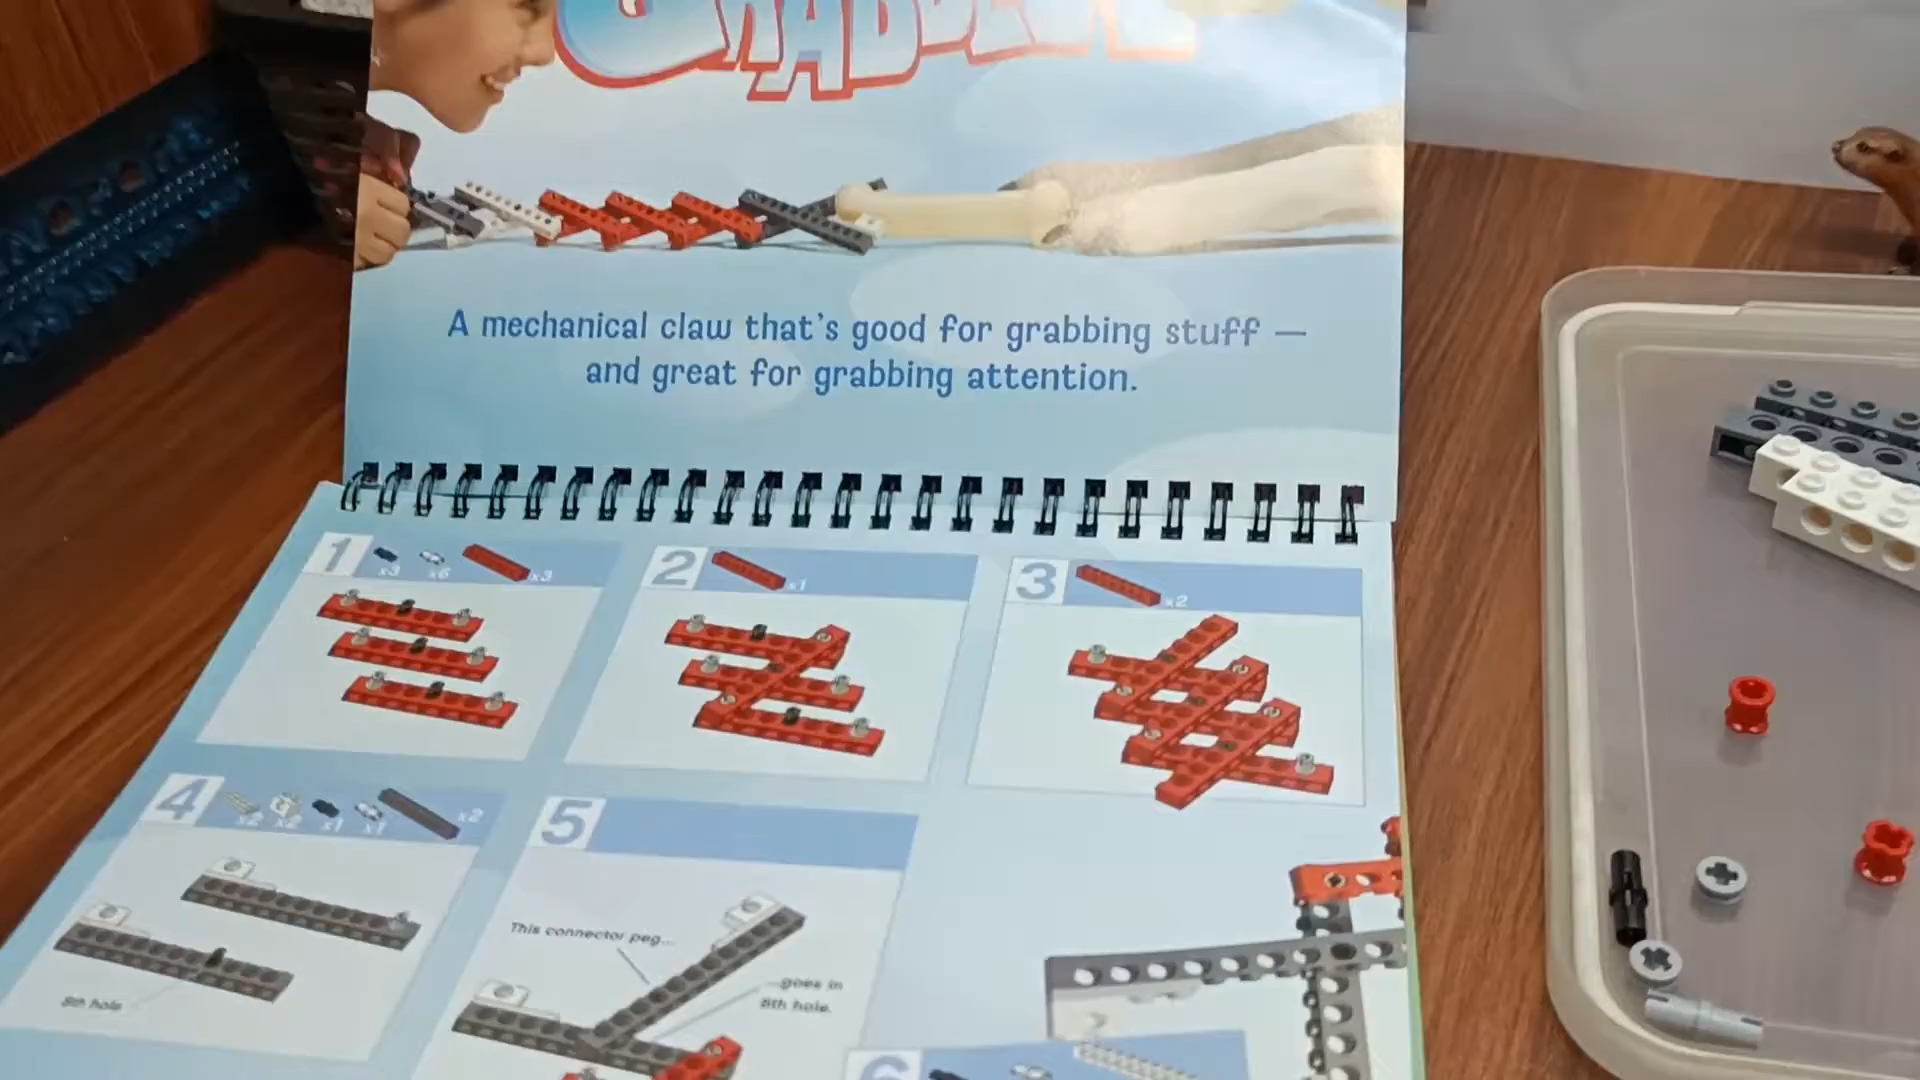 A mechanical claw that's good for grabbing stuff —
and great for grabbing attention.
1
x3 x6 x3
2
x1
3
x2
4
x2 x2 x1 x1 x2
8th hole
5
This connector peg...
...goes in
8th hole.
6